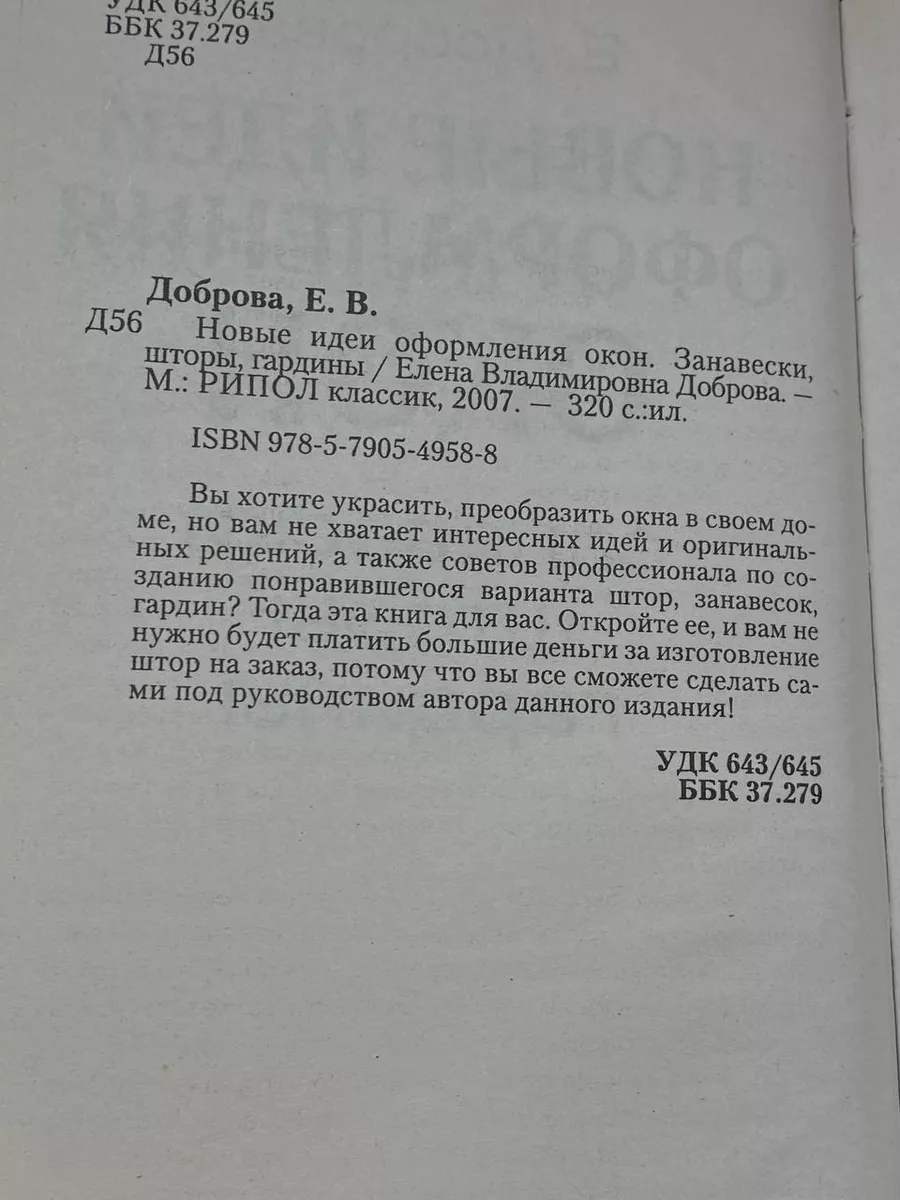 УДК 643/645
ББК 37.279
Д56
Доброва, Е. В.
Д56 Новые идеи оформления окон. Занавески,
шторы, гардины / Елена Владимировна Доброва. —
М.: РИПОЛ классик, 2007. — 320 с.:ил.
ISBN 978-5-7905-4958-8
Вы хотите украсить, преобразить окна в своем до-
ме, но вам не хватает интересных идей и оригиналь-
ных решений, а также советов профессионала по со-
зданию понравившегося варианта штор, занавесок,
гардин? Тогда эта книга для вас. Откройте ее, и вам не
нужно будет платить большие деньги за изготовление
штор на заказ, потому что вы все сможете сделать са-
ми под руководством автора данного издания!
УДК 643/645
ББК 37.279